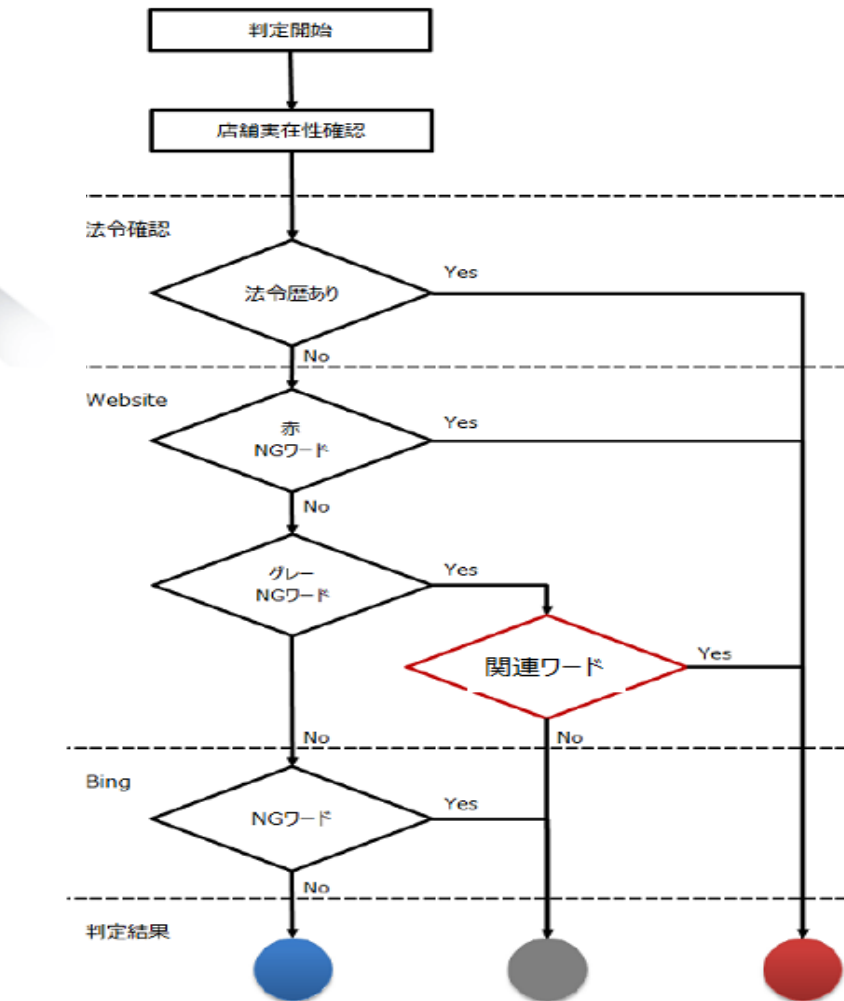 判定開始
店舗実在性確認
法令確認
法令歴あり
Yes
No
Website
赤
NGワード
Yes
No
グレー
NGワード
Yes
関連ワード
Yes
No
No
Bing
NGワード
Yes
No
判定結果